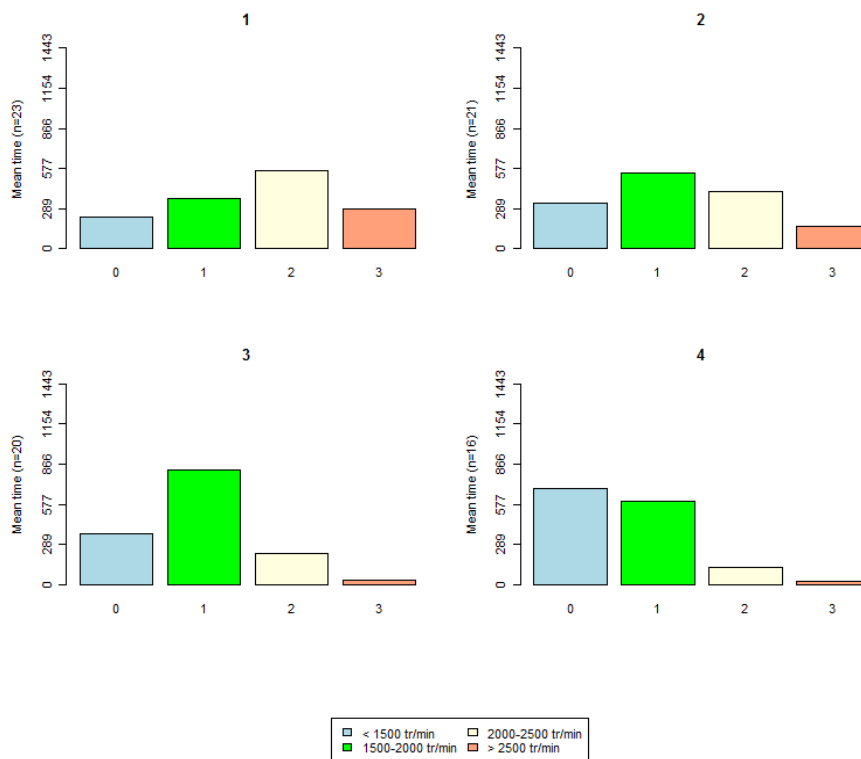 1
Mean time (n=23)
1443
1154
866
577
289
0
0 1 2 3
2
Mean time (n=21)
1443
1154
866
577
289
0
0 1 2 3
3
Mean time (n=20)
1443
1154
866
577
289
0
0 1 2 3
4
Mean time (n=16)
1443
1154
866
577
289
0
0 1 2 3
< 1500 tr/min 2000-2500 tr/min
1500-2000 tr/min > 2500 tr/min